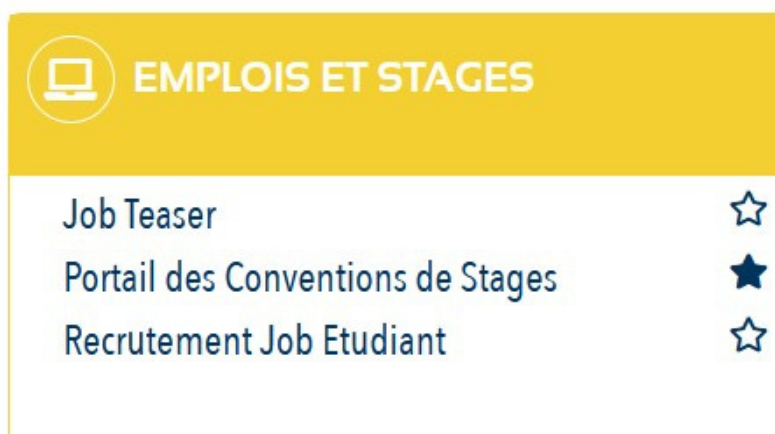 EMPLOIS ET STAGES
Job Teaser
Portail des Conventions de Stages
Recrutement Job Etudiant